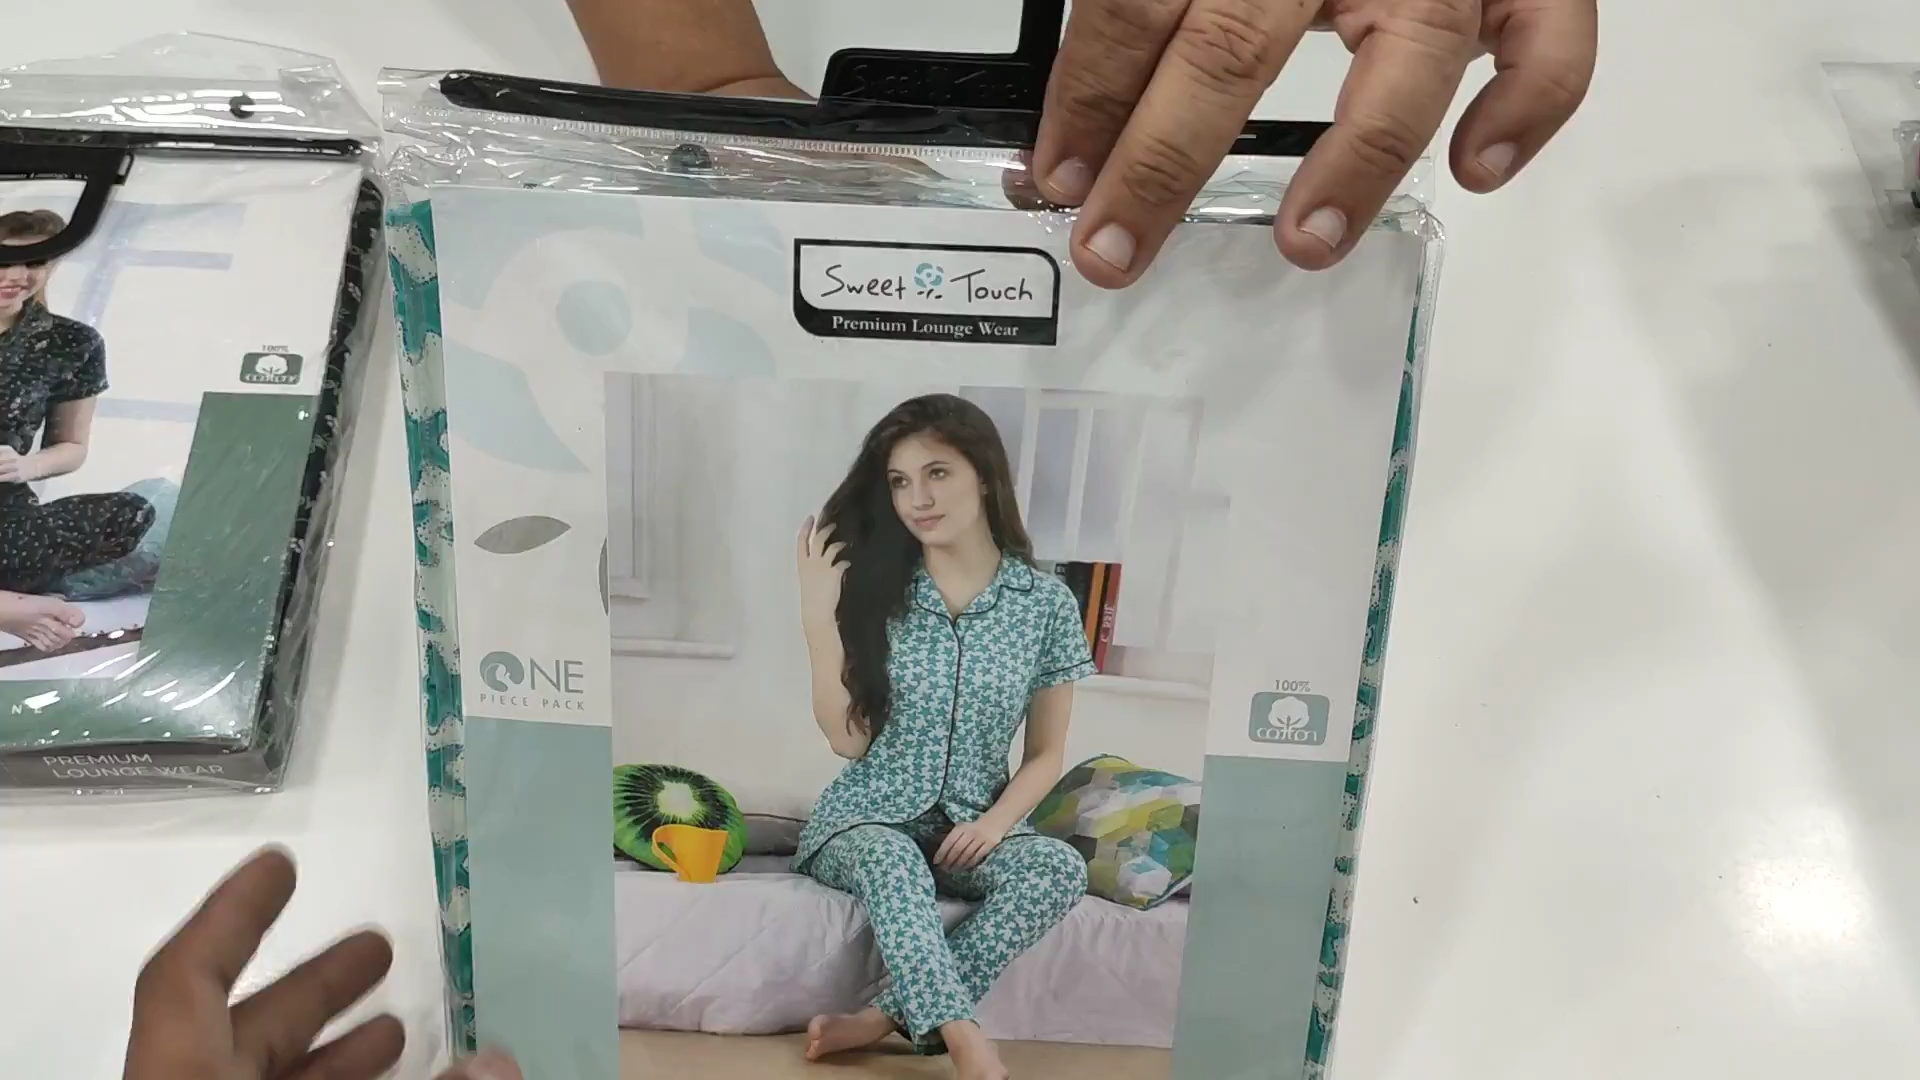 Sweet Touch
Premium Lounge Wear
ONE
PIECE PACK
100%
cotton
100%
cotton
PREMIUM
LOUNGE WEAR